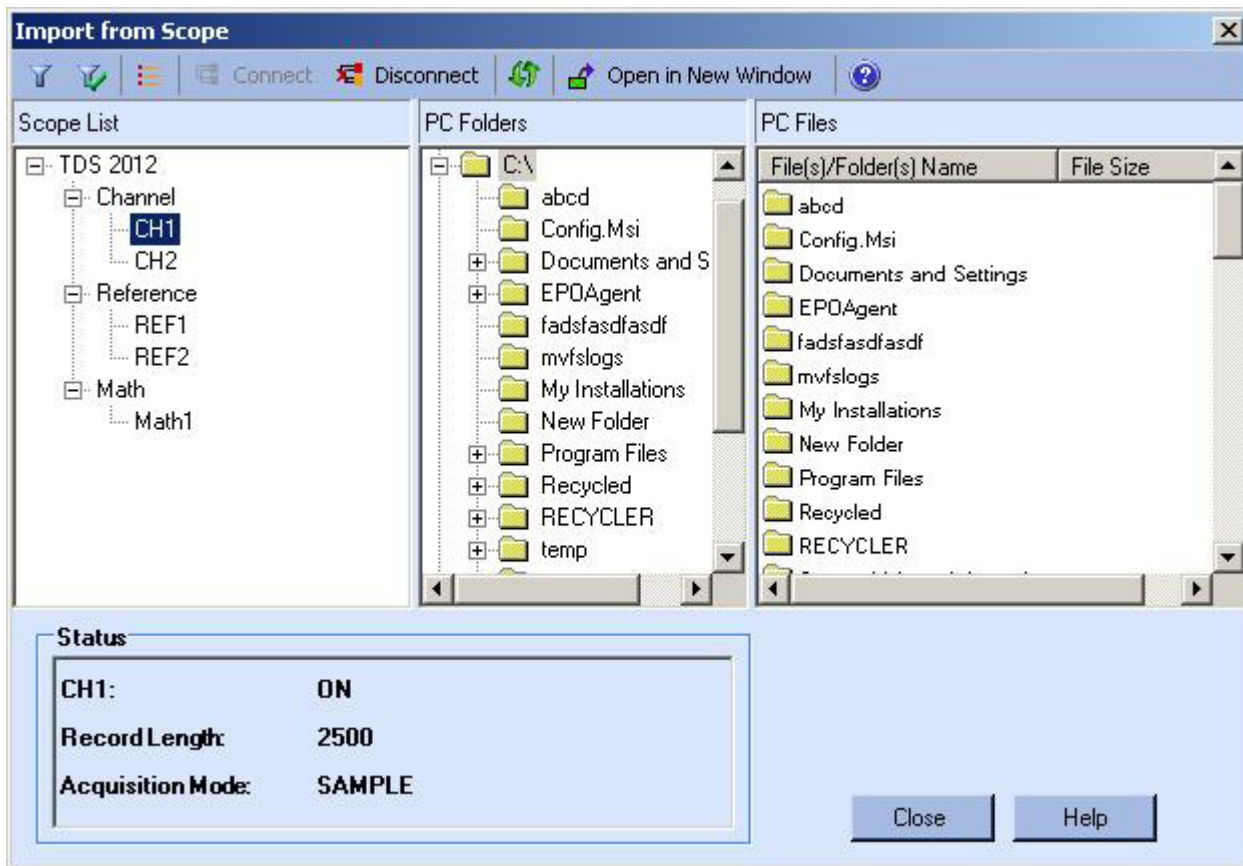 Import from Scope
Connect Disconnect Open in New Window
Scope List
TDS 2012
Channel
CH1
CH2
Reference
REF1
REF2
Math
Math1
PC Folders
C:\
abcd
Config.Msi
Documents and S
EPOAgent
fadsfasdfasdf
mvfslogs
My Installations
New Folder
Program Files
Recycled
RECYCLER
temp
PC Files
File(s)/Folder(s) Name File Size
abcd
Config.Msi
Documents and Settings
EPOAgent
fadsfasdfasdf
mvfslogs
My Installations
New Folder
Program Files
Recycled
RECYCLER
Status
CH1: ON
Record Length: 2500
Acquisition Mode: SAMPLE
Close Help